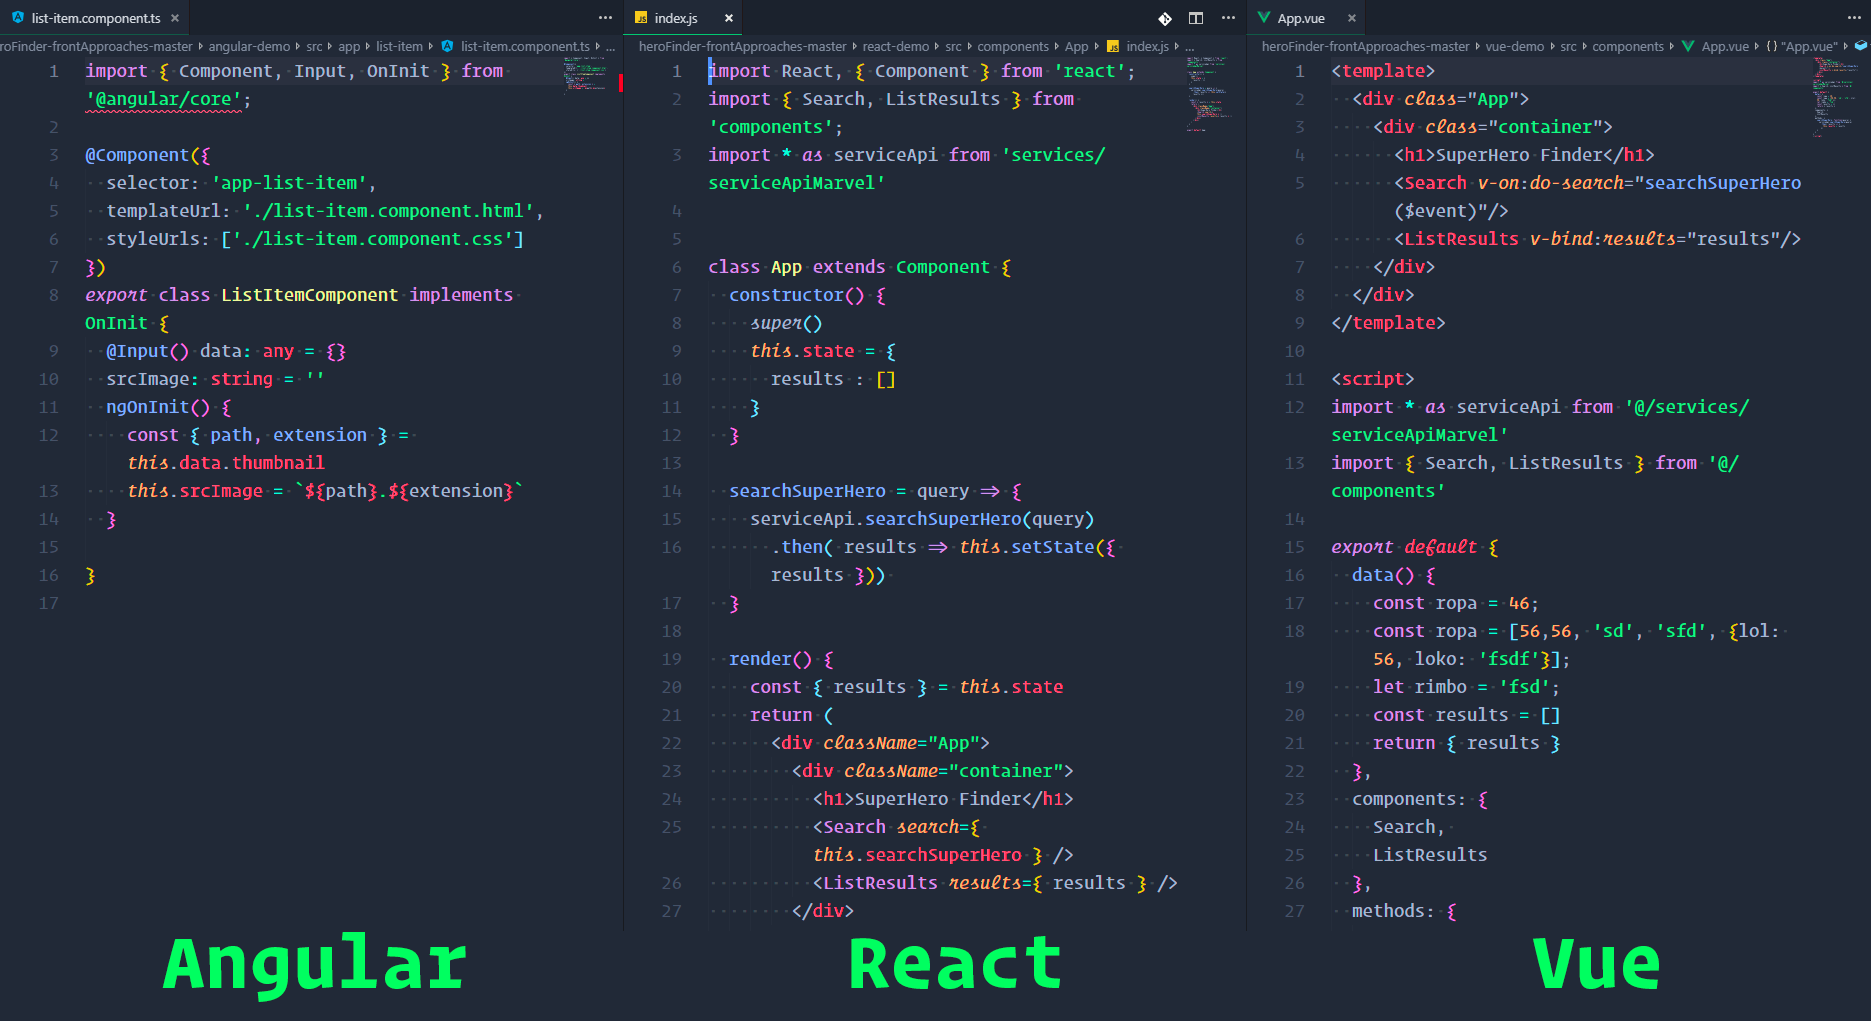 list-item.component.ts ×
roFinder-frontApproaches-master › angular-demo › src › app › list-item › list-item.component.ts › ...
1 import { Component, Input, OnInit } from
'@angular/core';
2
3 @Component({
4 selector: 'app-list-item',
5 templateUrl: './list-item.component.html',
6 styleUrls: ['./list-item.component.css']
7 })
8 export class ListItemComponent implements
OnInit {
9 @Input() data: any = {}
10 srcImage: string = ''
11 ngOnInit() {
12 const { path, extension } =
this.data.thumbnail
13 this.srcImage = `${path}.${extension}`
14 }
15
16 }
17
Angular
JS index.js ×
heroFinder-frontApproaches-master › react-demo › src › components › App › JS index.js › ...
1 import React, { Component } from 'react';
2 import { Search, ListResults } from
'components';
3 import * as serviceApi from 'services/
serviceApiMarvel'
4
5
6 class App extends Component {
7 constructor() {
8 super()
9 this.state = {
10 results : []
11 }
12 }
13
14 searchSuperHero = query => {
15 serviceApi.searchSuperHero(query)
16 .then( results => this.setState({
results }))
17 }
18
19 render() {
20 const { results } = this.state
21 return (
22 <div className="App">
23 <div className="container">
24 <h1>SuperHero Finder</h1>
25 <Search search={
this.searchSuperHero } />
26 <ListResults results={ results } />
27 </div>
React
App.vue ×
heroFinder-frontApproaches-master › vue-demo › src › components › App.vue › {} "App.vue" ›
1 <template>
2 <div class="App">
3 <div class="container">
4 <h1>SuperHero Finder</h1>
5 <Search v-on:do-search="searchSuperHero
($event)"/>
6 <ListResults v-bind:results="results"/>
7 </div>
8 </div>
9 </template>
10
11 <script>
12 import * as serviceApi from '@/services/
serviceApiMarvel'
13 import { Search, ListResults } from '@/
components'
14
15 export default {
16 data() {
17 const ropa = 46;
18 const ropa = [56,56, 'sd', 'sfd', {lol:
56, loko: 'fsdf'}];
19 let rimbo = 'fsd';
20 const results = []
21 return { results }
22 },
23 components: {
24 Search,
25 ListResults
26 },
27 methods: {
Vue